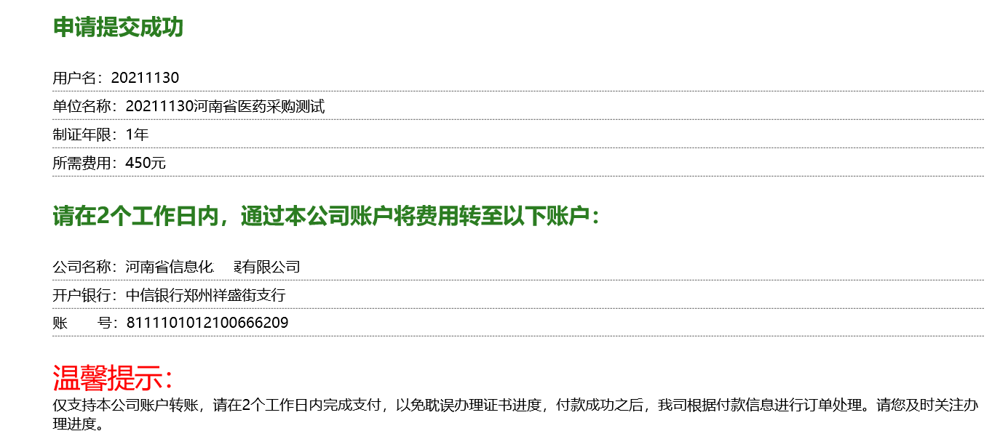 申请提交成功
用户名：20211130
单位名称：20211130河南省医药采购测试
制证年限：1年
所需费用：450元
请在2个工作日内，通过本公司账户将费用转至以下账户：
公司名称：河南省信息化 展有限公司
开户银行：中信银行郑州祥盛街支行
账 号：8111101012100666209
温馨提示：
仅支持本公司账户转账，请在2个工作日内完成支付，以免耽误办理证书进度，付款成功之后，我司根据付款信息进行订单处理。请您及时关注办
理进度。